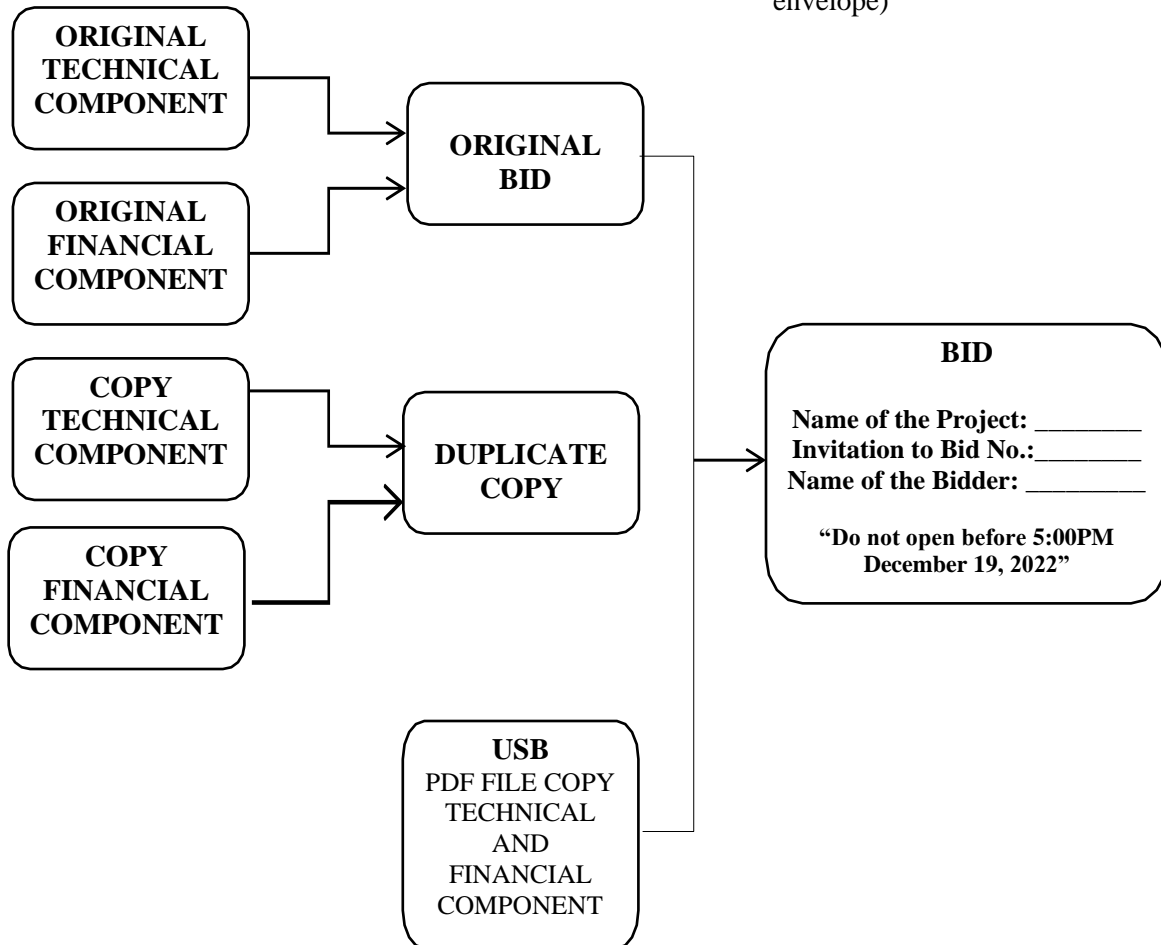 envelope)
ORIGINAL
TECHNICAL
COMPONENT
ORIGINAL
BID
ORIGINAL
FINANCIAL
COMPONENT
COPY
TECHNICAL
COMPONENT
DUPLICATE
COPY
COPY
FINANCIAL
COMPONENT
USB
PDF FILE COPY
TECHNICAL
AND
FINANCIAL
COMPONENT
BID
Name of the Project: ________
Invitation to Bid No.:________
Name of the Bidder: _________
“Do not open before 5:00PM
December 19, 2022”